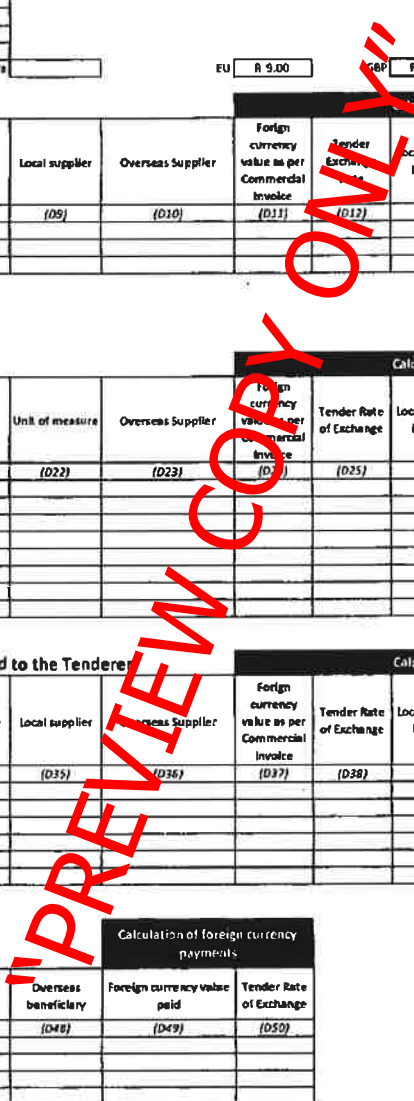 EU R 9.00 GBP
Local supplier Overseas Supplier Forign currency value as per Commercial Invoice Tender Exchange
(D9) (D10) (D11) (D12)
Calc
Unit of measure Overseas Supplier Forign currency value as per Commercial Invoice Tender Rate of Exchange
(D22) (D23) (D25)
d to the Tenderer
Local supplier Overseas Supplier Forign currency value as per Commercial Invoice Tender Rate of Exchange
(D35) (D36) (D37) (D38)
Calculation of foreign currency
payments
Overseas beneficiary Foreign currency value paid Tender Rate of Exchange
(D48) (D49) (D50)
"PREVIEW COPY ONLY"